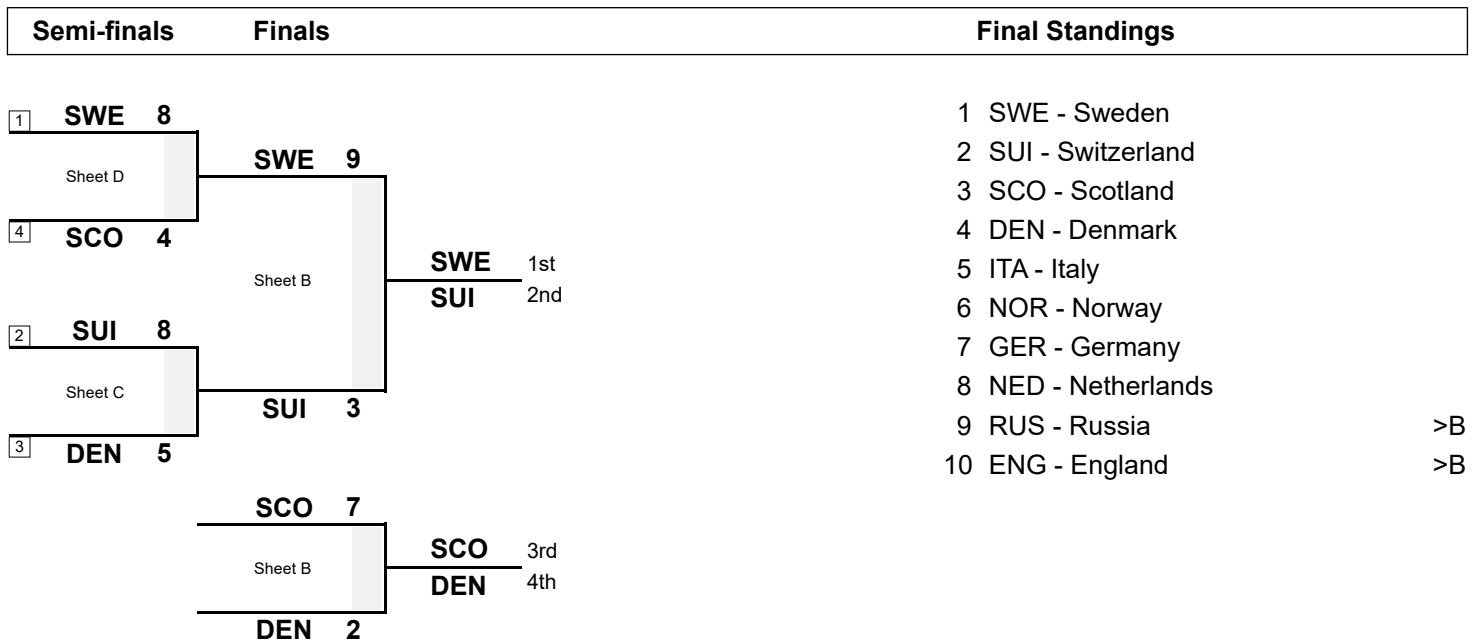 Semi-finals Finals Final Standings
1 SWE 8
Sheet D
4 SCO 4
2 SUI 8
Sheet C
3 DEN 5
SWE 9
Sheet B
SUI 3
SWE 1st
SUI 2nd
SCO 7
Sheet B
DEN 2
SCO 3rd
DEN 4th
1 SWE - Sweden
2 SUI - Switzerland
3 SCO - Scotland
4 DEN - Denmark
5 ITA - Italy
6 NOR - Norway
7 GER - Germany
8 NED - Netherlands
9 RUS - Russia >B
10 ENG - England >B